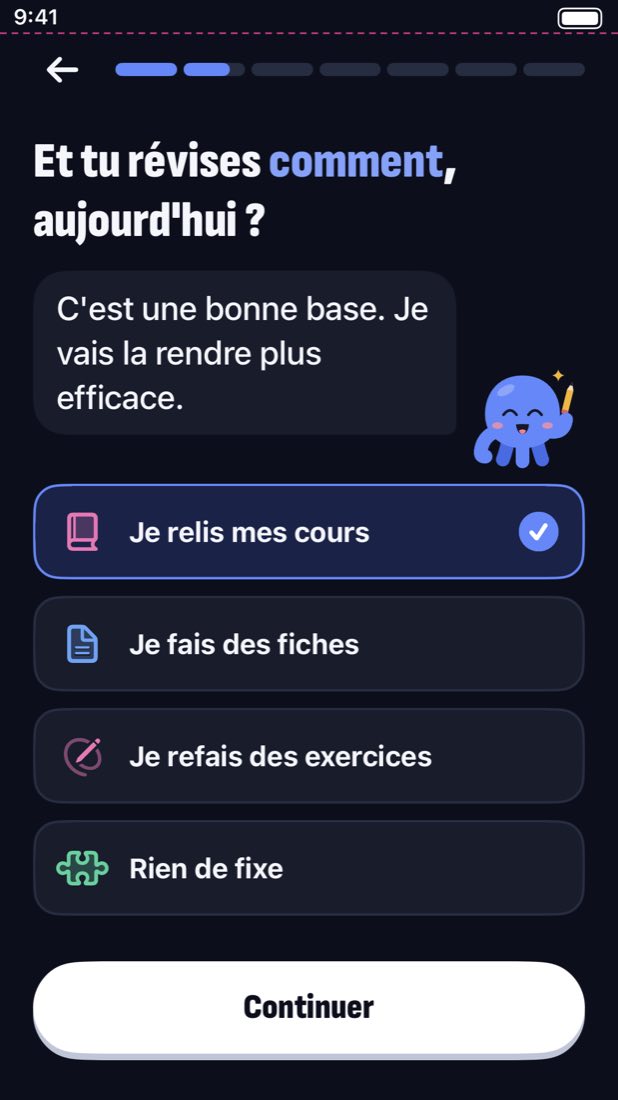 9:41
Et tu révises comment,
aujourd'hui ?
C'est une bonne base. Je
vais la rendre plus
efficace.
Je relis mes cours
Je fais des fiches
Je refais des exercices
Rien de fixe
Continuer